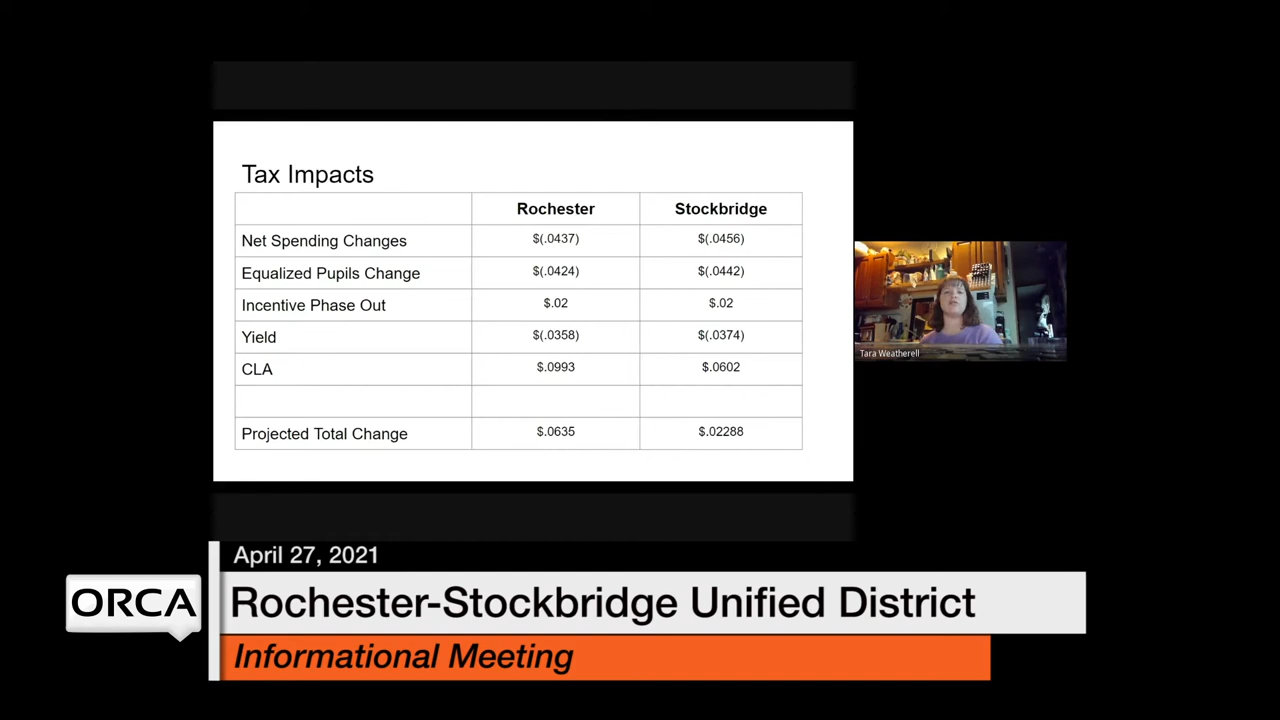 Tax Impacts
Rochester Stockbridge
Net Spending Changes $(.0437) $(.0456)
Equalized Pupils Change $(.0424) $(.0442)
Incentive Phase Out $.02 $.02
Yield $(.0358) $(.0374)
CLA $.0993 $.0602
Projected Total Change $.0635 $.02288
Tara Weatherell
April 27, 2021
ORCA
Rochester-Stockbridge Unified District
Informational Meeting